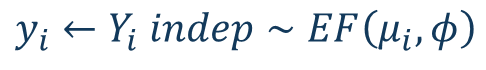 yᵢ ← Yᵢ indep ~ EF(μᵢ, ϕ)